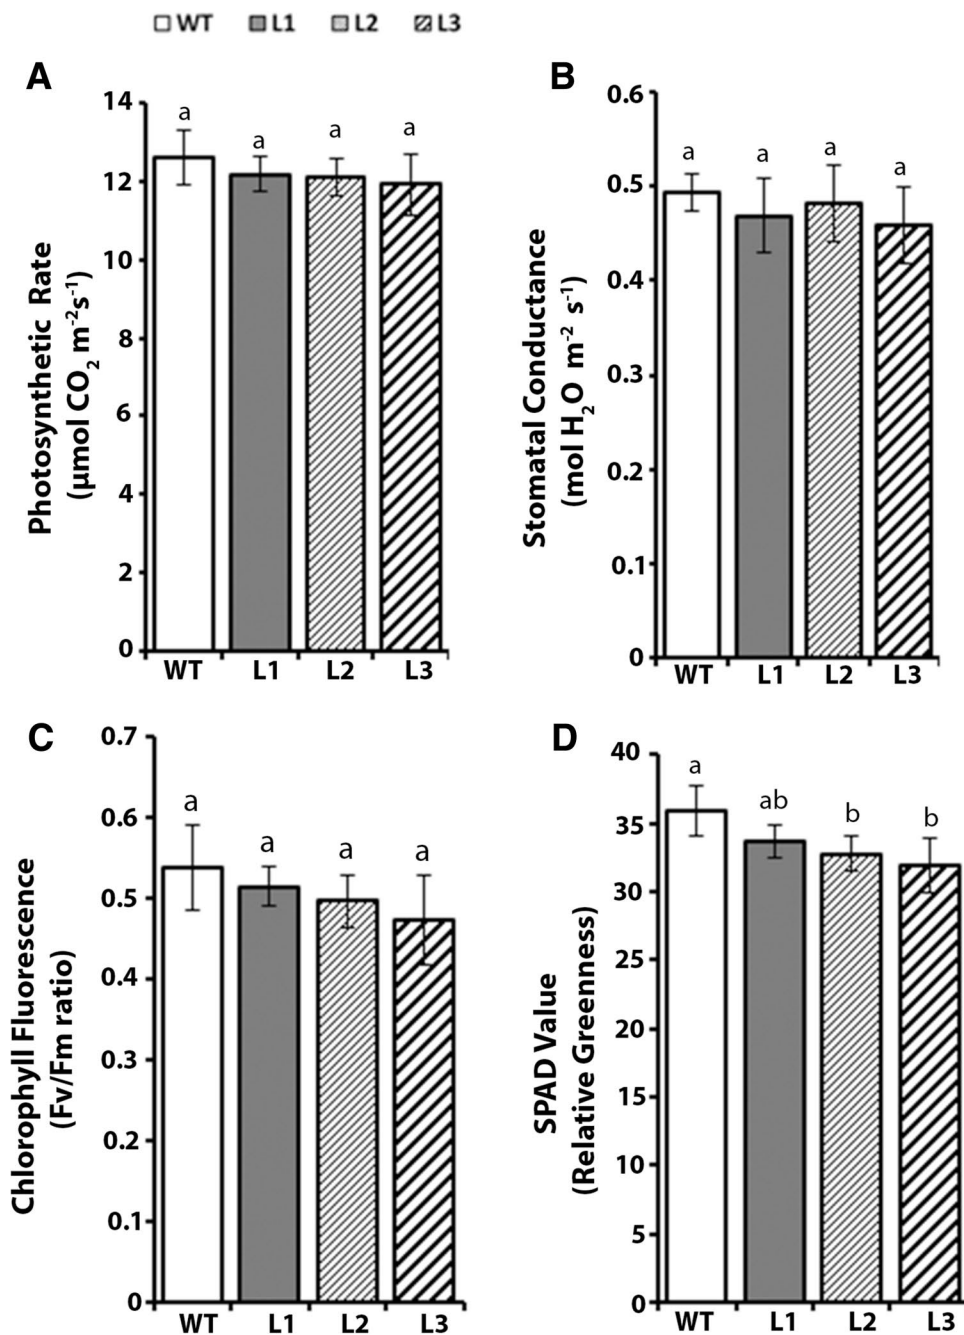 WT L1 L2 L3
A
Photosynthetic Rate
(µmol CO₂ m⁻²s⁻¹)
14
12
10
8
6
4
2
0
a a a a
WT L1 L2 L3
B
Stomatal Conductance
(mol H₂O m⁻² s⁻¹)
0.6
0.5
0.4
0.3
0.2
0.1
0
a a a a
WT L1 L2 L3
C
Chlorophyll Fluorescence
(Fv/Fm ratio)
0.7
0.6
0.5
0.4
0.3
0.2
0.1
0
a a a a
WT L1 L2 L3
D
SPAD Value
(Relative Greenness)
40
35
30
25
20
15
10
5
0
a ab b b
WT L1 L2 L3